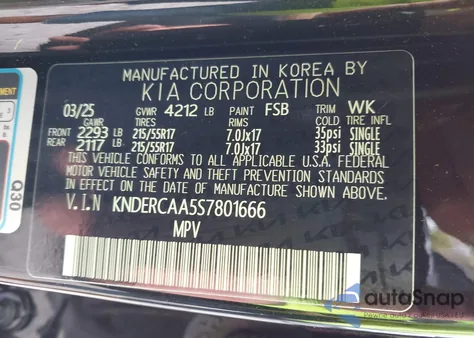 MANUFACTURED IN KOREA BY
KIA CORPORATION
03/25 GVWR 4212 LB PAINT FSB TRIM WK
GAWR TIRES RIMS COLD TIRE INFL
FRONT 2293 LB 215/55R17 7.0Jx17 35psi SINGLE
REAR 2117 LB 215/55R17 7.0Jx17 33psi SINGLE
THIS VEHICLE CONFORMS TO ALL APPLICABLE U.S.A. FEDERAL
MOTOR VEHICLE SAFETY AND THEFT PREVENTION STANDARDS
IN EFFECT ON THE DATE OF MANUFACTURE SHOWN ABOVE.
V.I.N KNDERCAA5S7801666
MPV
Q30
autoSnap